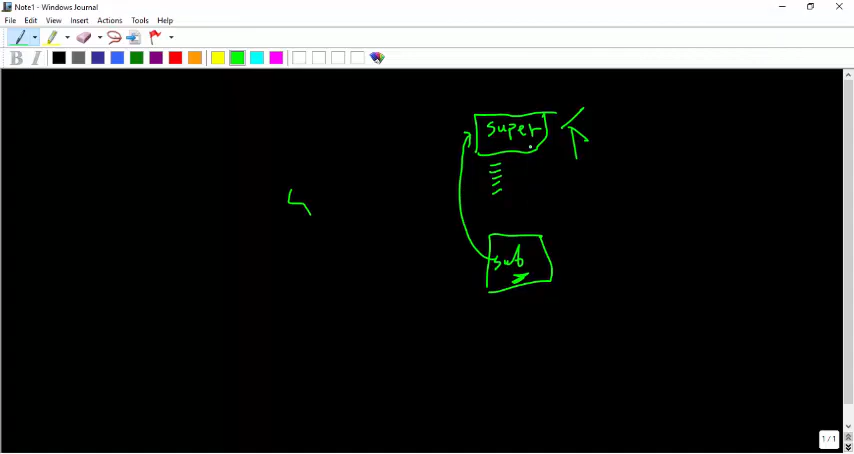 Note1 - Windows Journal
File Edit View Insert Actions Tools Help
B I
super
sub
1 / 1